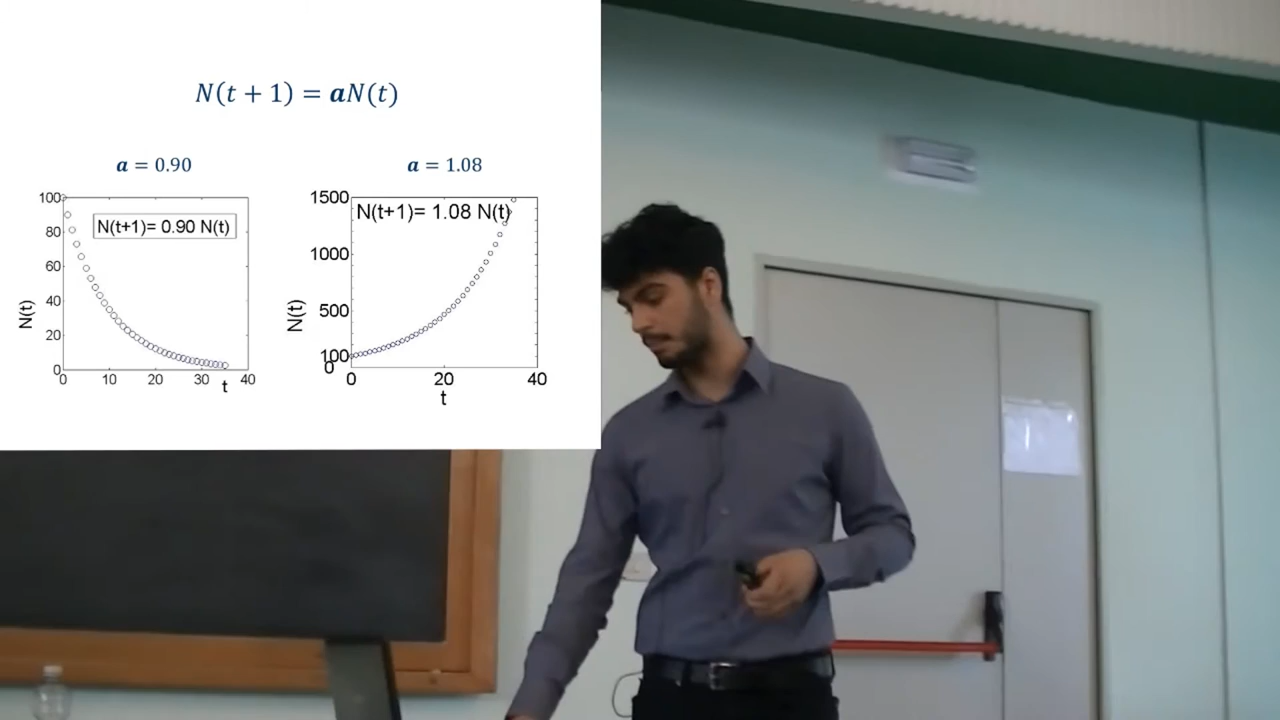 N(t + 1) = aN(t)
a = 0.90
a = 1.08
N(t+1)= 0.90 N(t)
100
80
60
40
20
0
N(t)
0 10 20 30 40
t
N(t+1)= 1.08 N(t)
1500
1000
500
100
0
N(t)
0 20 40
t